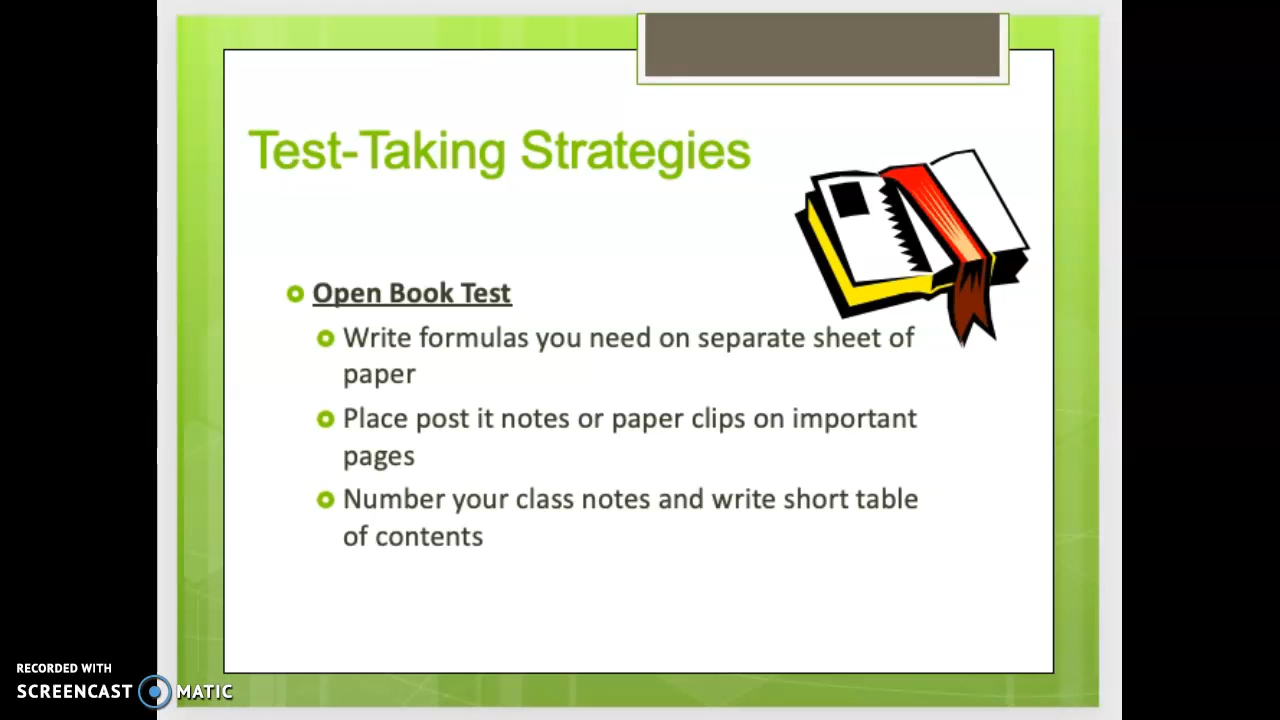 Test-Taking Strategies
Open Book Test
Write formulas you need on separate sheet of
paper
Place post it notes or paper clips on important
pages
Number your class notes and write short table
of contents
RECORDED WITH
SCREENCAST MATIC